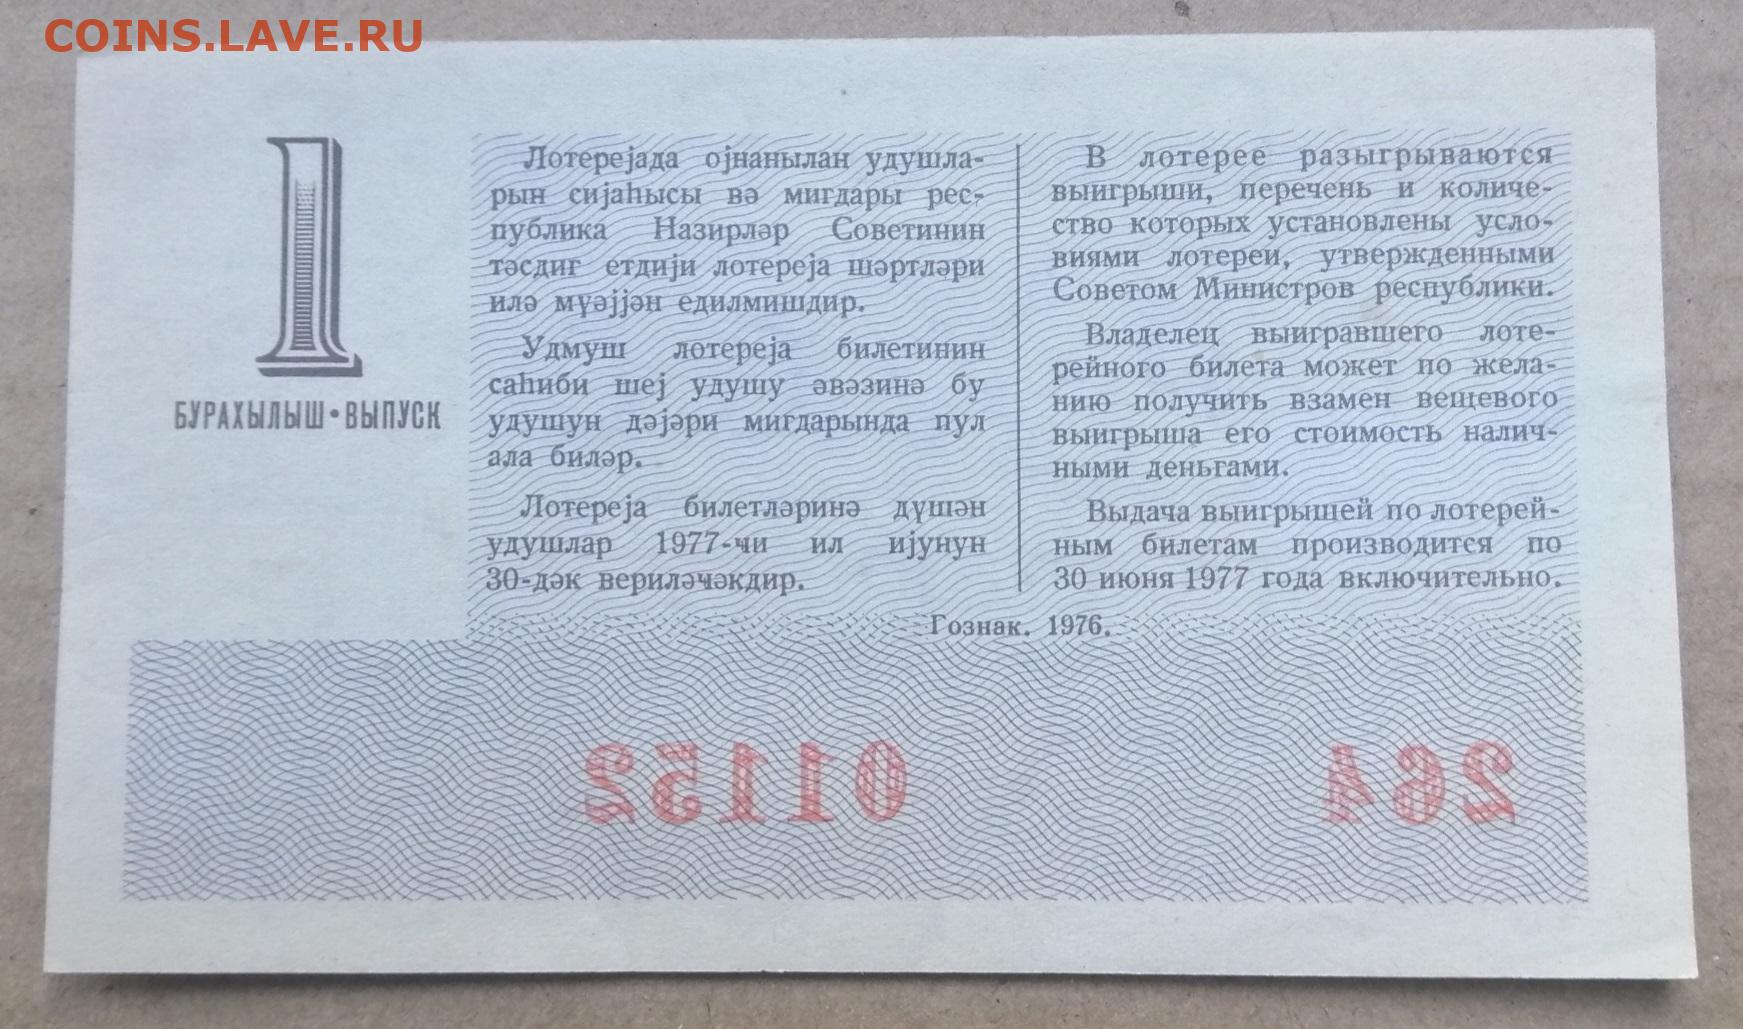 COINS.LAVE.RU
1
БУРАХЫЛЫШ • ВЫПУСК
Лотерејада ојнанылан удушла-
рын сијаһысы вә мигдары рес-
публика Назирләр Советинин
тәсдиг етдији лотереја шәртләри
илә мүәјјән едилмишдир.
Удмуш лотереја билетинин
саһиби шеј удушу әвәзинә бу
удушун дәјәри мигдарында пул
ала биләр.
Лотереја билетләринә дүшән
удушлар 1977-чи ил ијунун
30-дәк вериләчәкдир.
В лотерее разыгрываются
выигрыши, перечень и количе-
ство которых установлены усло-
виями лотереи, утвержденными
Советом Министров республики.
Владелец выигравшего лоте-
рейного билета может по жела-
нию получить взамен вещевого
выигрыша его стоимость налич-
ными деньгами.
Выдача выигрышей по лотерей-
ным билетам производится по
30 июня 1977 года включительно.
Гознак. 1976.
01152
264